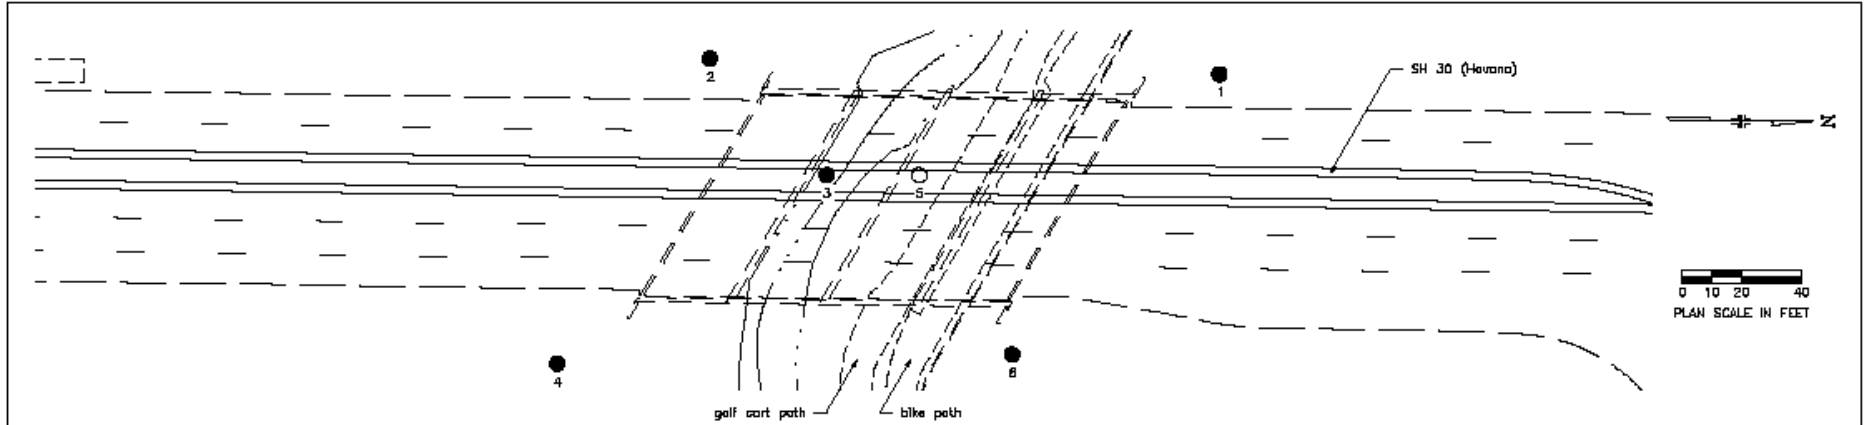 2
1
SH 30 (Havana)
N
3
5
0 10 20 40
PLAN SCALE IN FEET
4
6
golf cart path
bike path